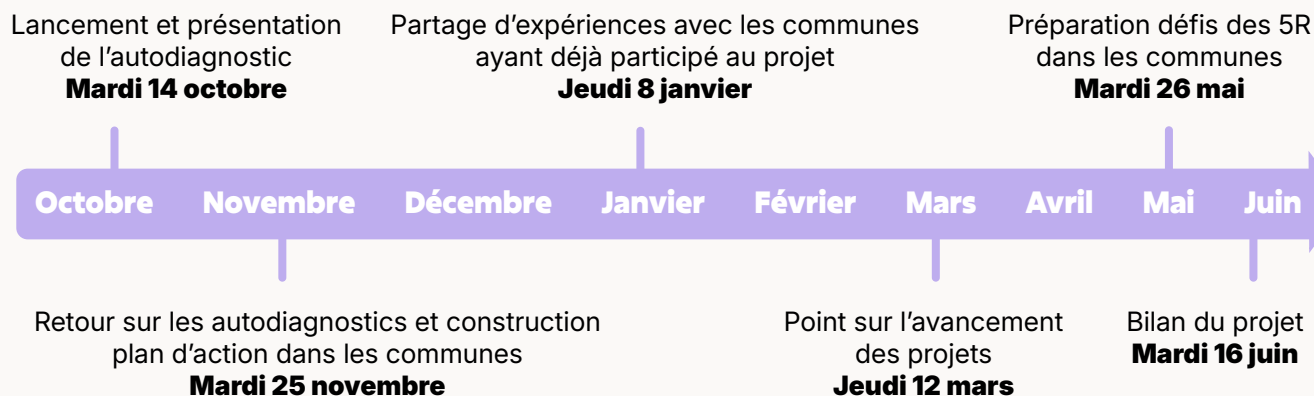 Lancement et présentation
de l’autodiagnostic
Mardi 14 octobre
Partage d’expériences avec les communes
ayant déjà participé au projet
Jeudi 8 janvier
Préparation défis des 5R
dans les communes
Mardi 26 mai
Octobre Novembre Décembre Janvier Février Mars Avril Mai Juin
Retour sur les autodiagnostics et construction
plan d’action dans les communes
Mardi 25 novembre
Point sur l’avancement
des projets
Jeudi 12 mars
Bilan du projet
Mardi 16 juin